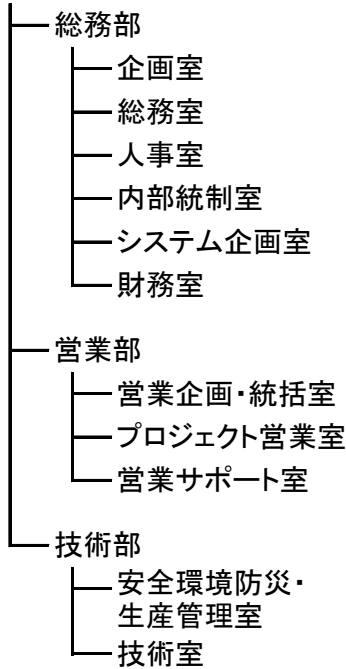 総務部
企画室
総務室
人事室
内部統制室
システム企画室
財務室
営業部
営業企画・統括室
プロジェクト営業室
営業サポート室
技術部
安全環境防災・
生産管理室
技術室